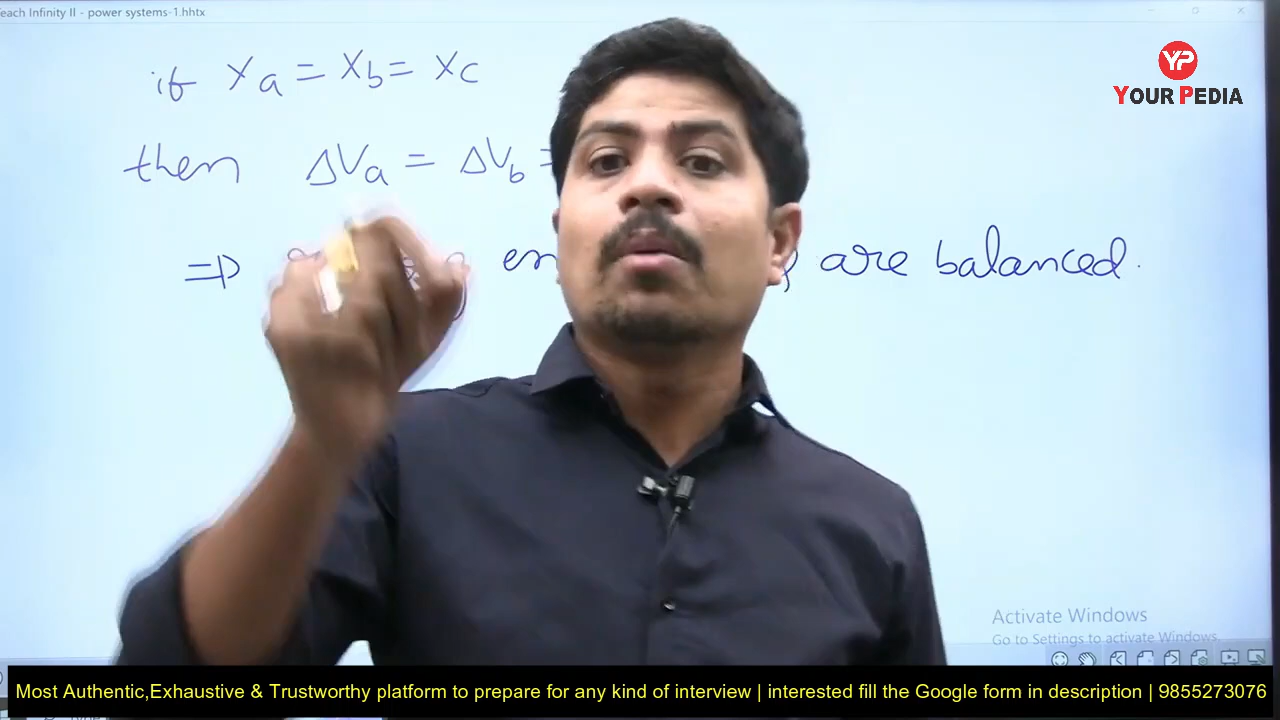 each Infinity II - power systems-1.hhtx
YP
YOUR PEDIA
if Xa = Xb = Xc
then ΔVa = ΔVb =
⇒ are balanced.
Activate Windows
Go to Settings to activate Windows.
Most Authentic,Exhaustive & Trustworthy platform to prepare for any kind of interview | interested fill the Google form in description | 9855273076